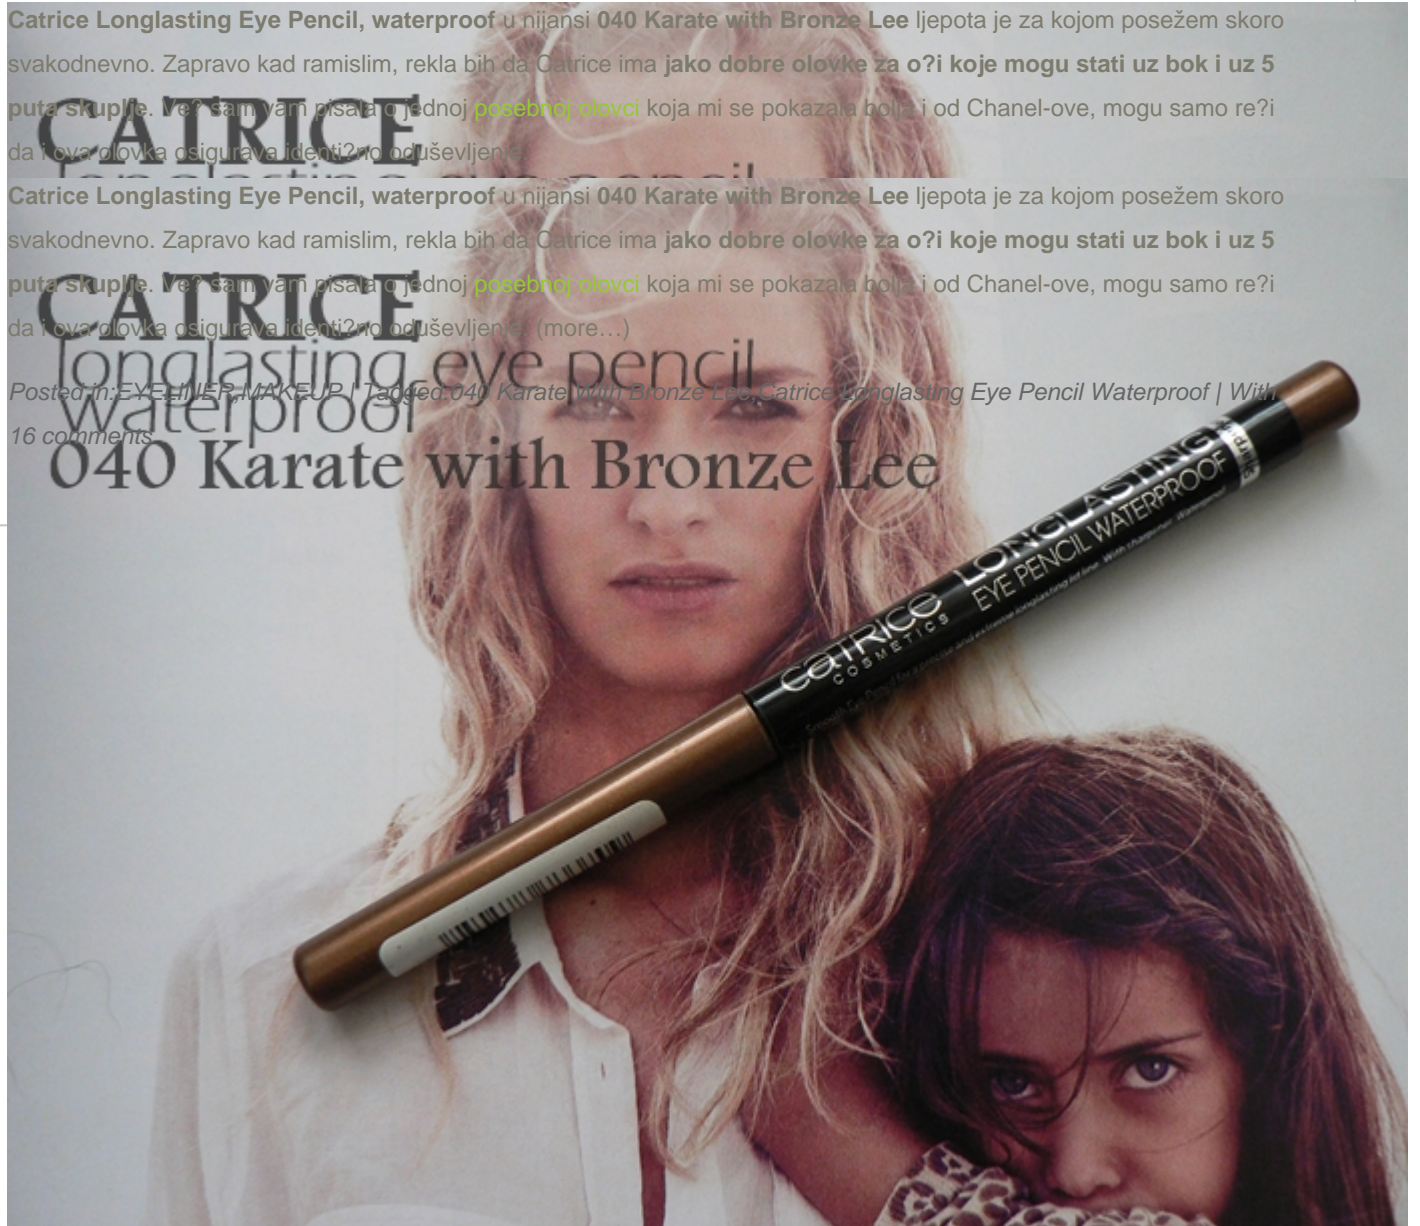 Catrice Longlasting Eye Pencil, waterproof u nijansi 040 Karate with Bronze Lee ljepota je za kojom posežem skoro
svakodnevno. Zapravo kad ramislim, rekla bih da Catrice ima jako dobre olovke za o?i koje mogu stati uz bok i uz 5
puta skuplje. Ve? sam vam pisala o jednoj posebnoj olovci koja mi se pokazala bolja i od Chanel-ove, mogu samo re?i
da i ova olovka osigurava identi?no oduševljenje.
CATRICE
longlasting eye pencil
Catrice Longlasting Eye Pencil, waterproof u nijansi 040 Karate with Bronze Lee ljepota je za kojom posežem skoro
svakodnevno. Zapravo kad ramislim, rekla bih da Catrice ima jako dobre olovke za o?i koje mogu stati uz bok i uz 5
puta skuplje. Ve? sam vam pisala o jednoj posebnoj olovci koja mi se pokazala bolja i od Chanel-ove, mogu samo re?i
da i ova olovka osigurava identi?no oduševljenje. (more…)
CATRICE
longlasting eye pencil
waterproof
040 Karate with Bronze Lee
Posted in:EYELINER,MAKEUP | Tagged:040 Karate With Bronze Lee,Catrice Longlasting Eye Pencil Waterproof | With
16 comments
CATRICE
COSMETICS
LONGLASTING
EYE PENCIL WATERPROOF